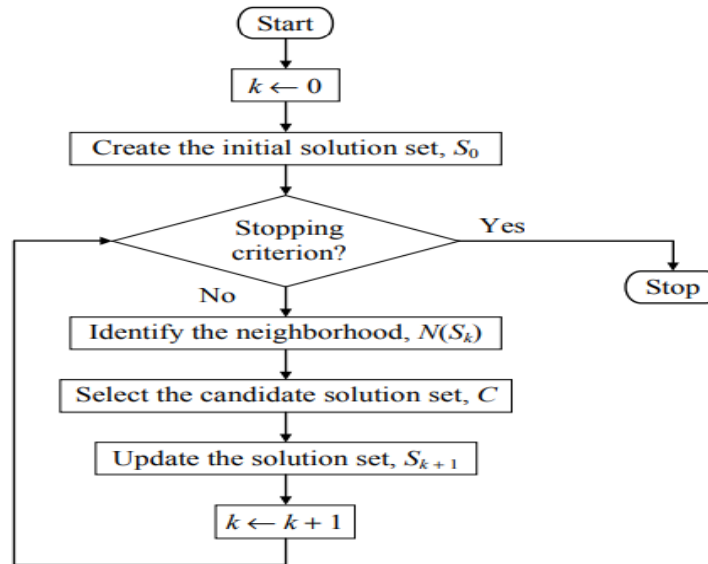 Start
k ← 0
Create the initial solution set, S₀
Stopping
criterion?
Yes
Stop
No
Identify the neighborhood, N(Sₖ)
Select the candidate solution set, C
Update the solution set, Sₖ₊₁
k ← k + 1